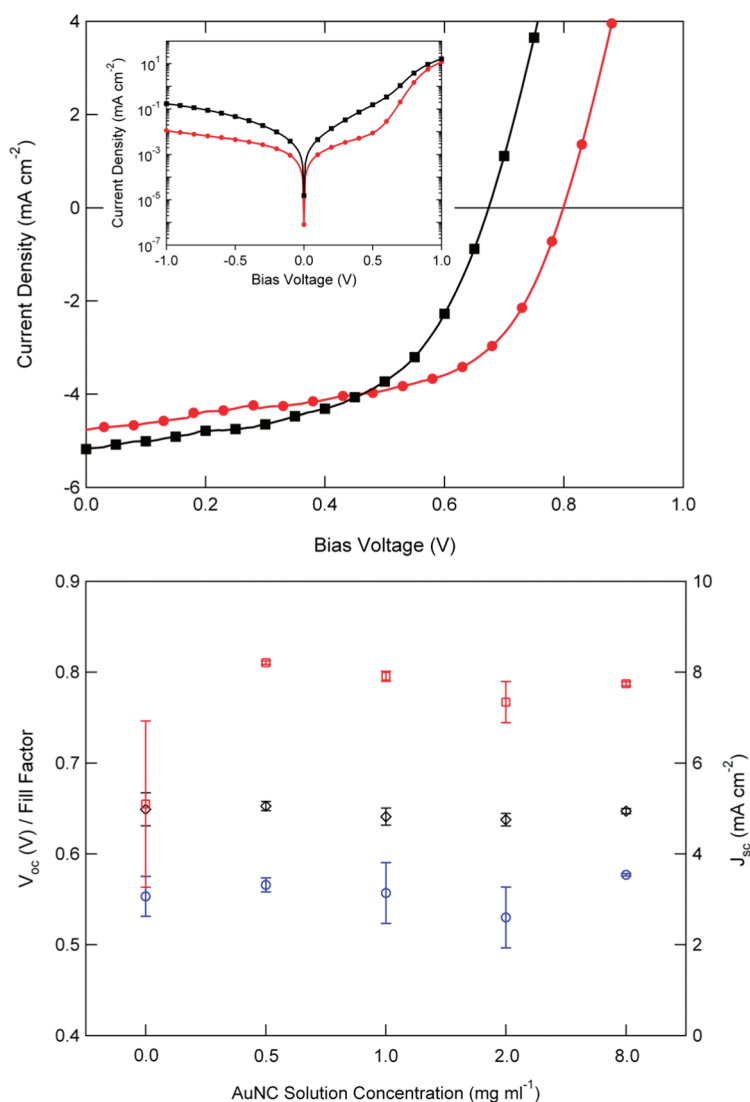 4
2
0
-2
-4
-6
0.0 0.2 0.4 0.6 0.8 1.0
Bias Voltage (V)
Current Density (mA cm-2)
10^1
10^-1
10^-3
10^-5
10^-7
-1.0 -0.5 0.0 0.5 1.0
Bias Voltage (V)
Current Density (mA cm-2)
0.9
0.8
0.7
0.6
0.5
0.4
Voc (V) / Fill Factor
10
8
6
4
2
0
Jsc (mA cm-2)
0.0 0.5 1.0 2.0 8.0
AuNC Solution Concentration (mg ml-1)